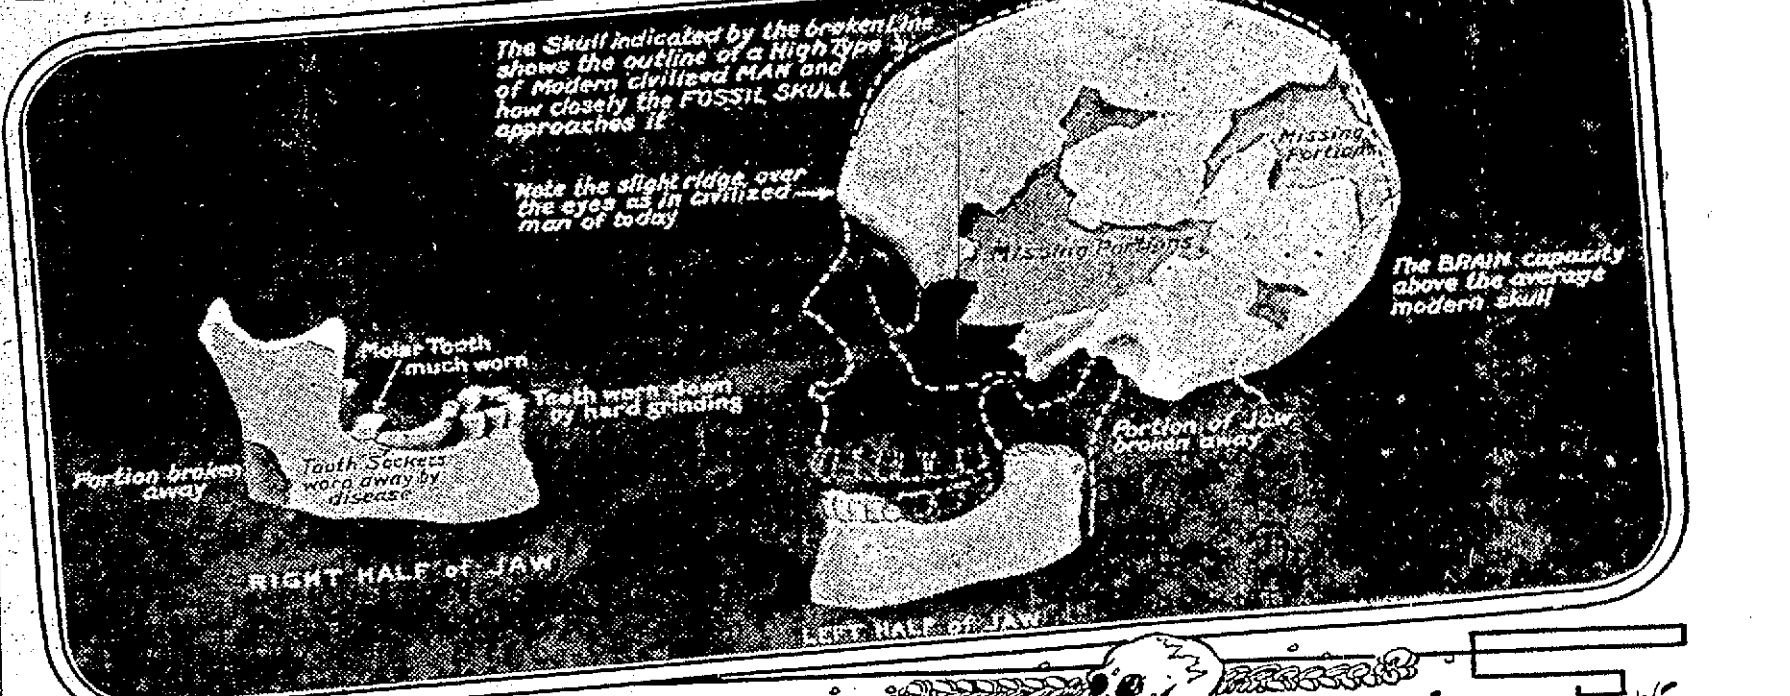 The Skull indicated by the broken line
shows the outline of a High Type
of Modern civilized MAN and
how closely the FOSSIL SKULL
approaches it
Note the slight ridge over
the eyes as in civilized
man of today
Missing
Portions
Missing Portions
The BRAIN capacity
above the average
modern skull
Molar Tooth
much worn
Teeth worn down
by hard grinding
Portion of Jaw
broken away
Portion broken
away
Tooth Sockets
worn away by
disease
RIGHT HALF of JAW
LEFT HALF of JAW